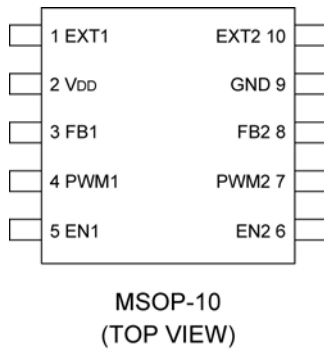 1 EXT1 EXT2 10
2 VDD GND 9
3 FB1 FB2 8
4 PWM1 PWM2 7
5 EN1 EN2 6
MSOP-10
(TOP VIEW)